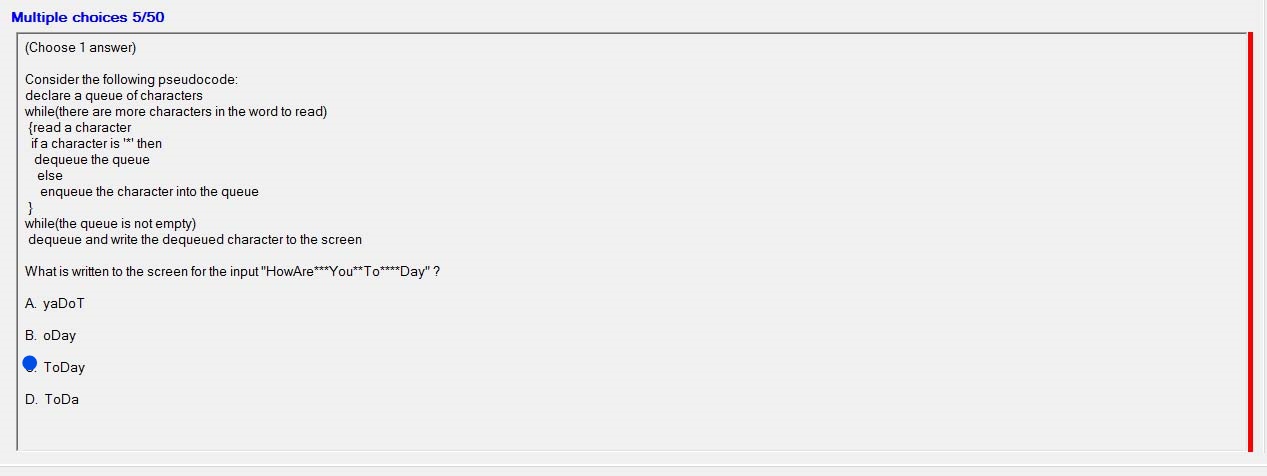 Multiple choices 5/50
(Choose 1 answer)
Consider the following pseudocode:
declare a queue of characters
while(there are more characters in the word to read)
{read a character
if a character is '*' then
dequeue the queue
else
enqueue the character into the queue
}
while(the queue is not empty)
dequeue and write the dequeued character to the screen
What is written to the screen for the input "HowAre***You**To****Day" ?
A. yaDoT
B. oDay
ToDay
D. ToDa